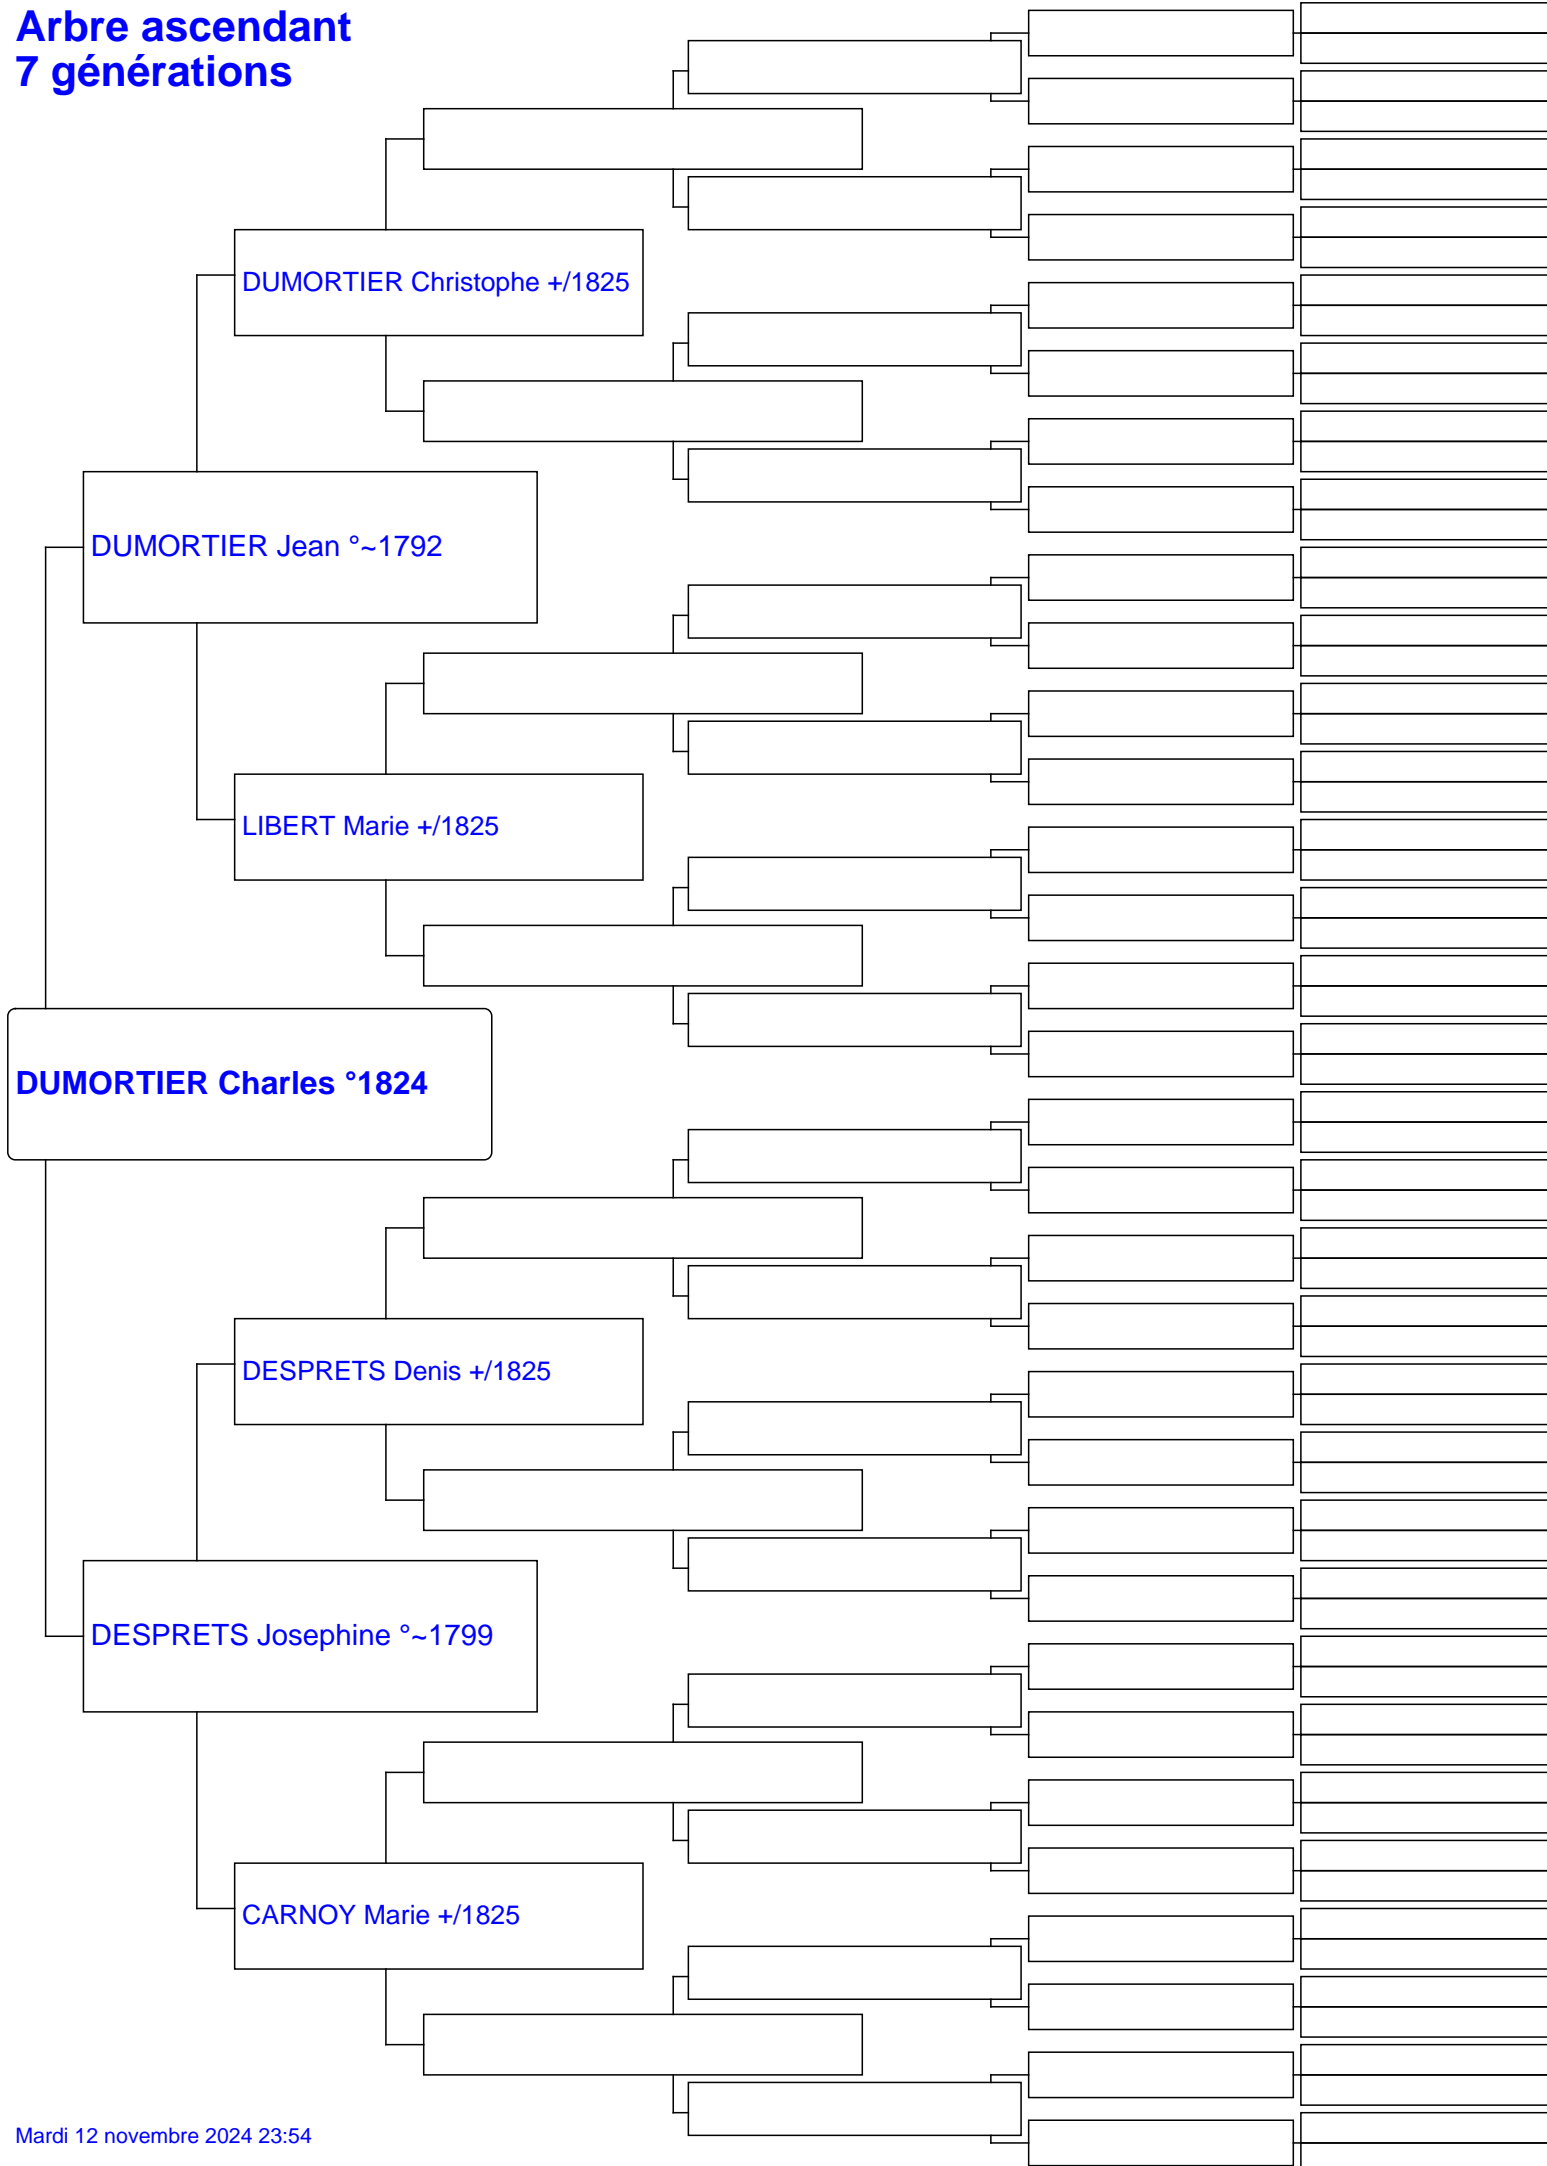 Arbre ascendant
7 générations
DUMORTIER Christophe +/1825
DUMORTIER Jean °~1792
LIBERT Marie +/1825
DUMORTIER Charles °1824
DESPRETS Denis +/1825
DESPRETS Josephine °~1799
CARNOY Marie +/1825
Mardi 12 novembre 2024 23:54